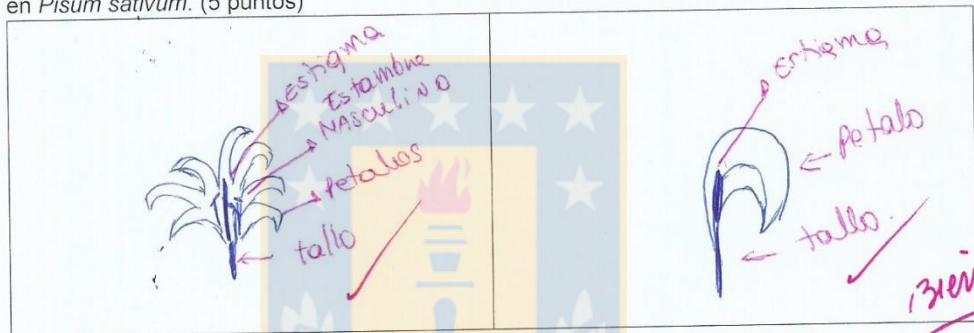 en Pisum sativum. (5 puntos)
Estigma
Estambre
MASCULINO
Petalos
tallo
Estigma
Petalo
tallo
Bien